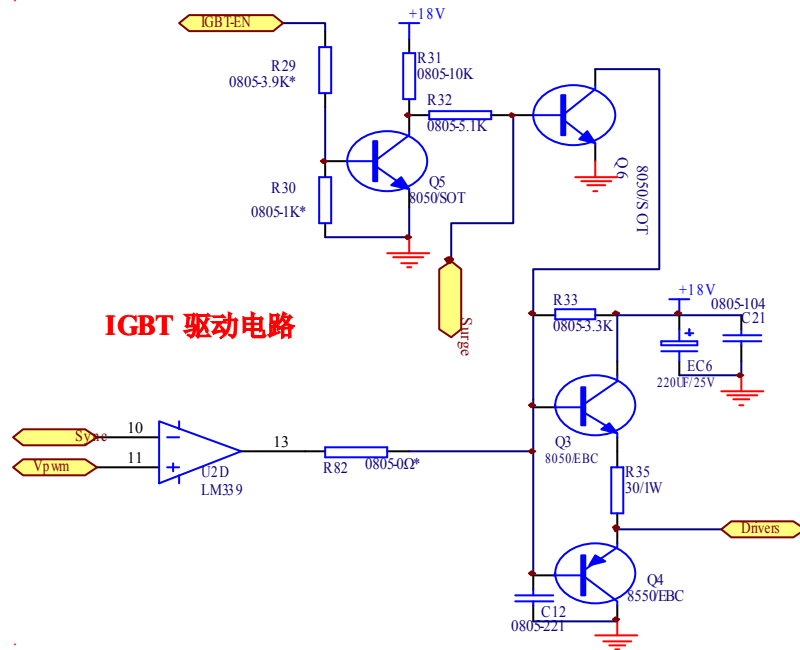 IGBT-EN
+18V
R29
0805-3.9K*
R31
0805-10K
R32
0805-5.1K
Q6
8050/SOT
R30
0805-1K*
Q5
8050/SOT
Surge
IGBT 驱动电路
+18V
R33
0805-3.3K
0805-104
C21
EC6
220UF/25V
Sync
10
13
Vpwm
11
U2D
LM339
R82
0805-0Ω*
Q3
8050/EBC
R35
30/1W
Drivers
Q4
8550/EBC
C12
0805-221